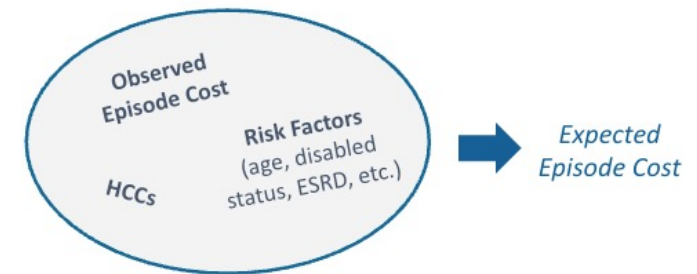 Observed
Episode Cost
Risk Factors
(age, disabled
status, ESRD, etc.)
HCCs
Expected
Episode Cost